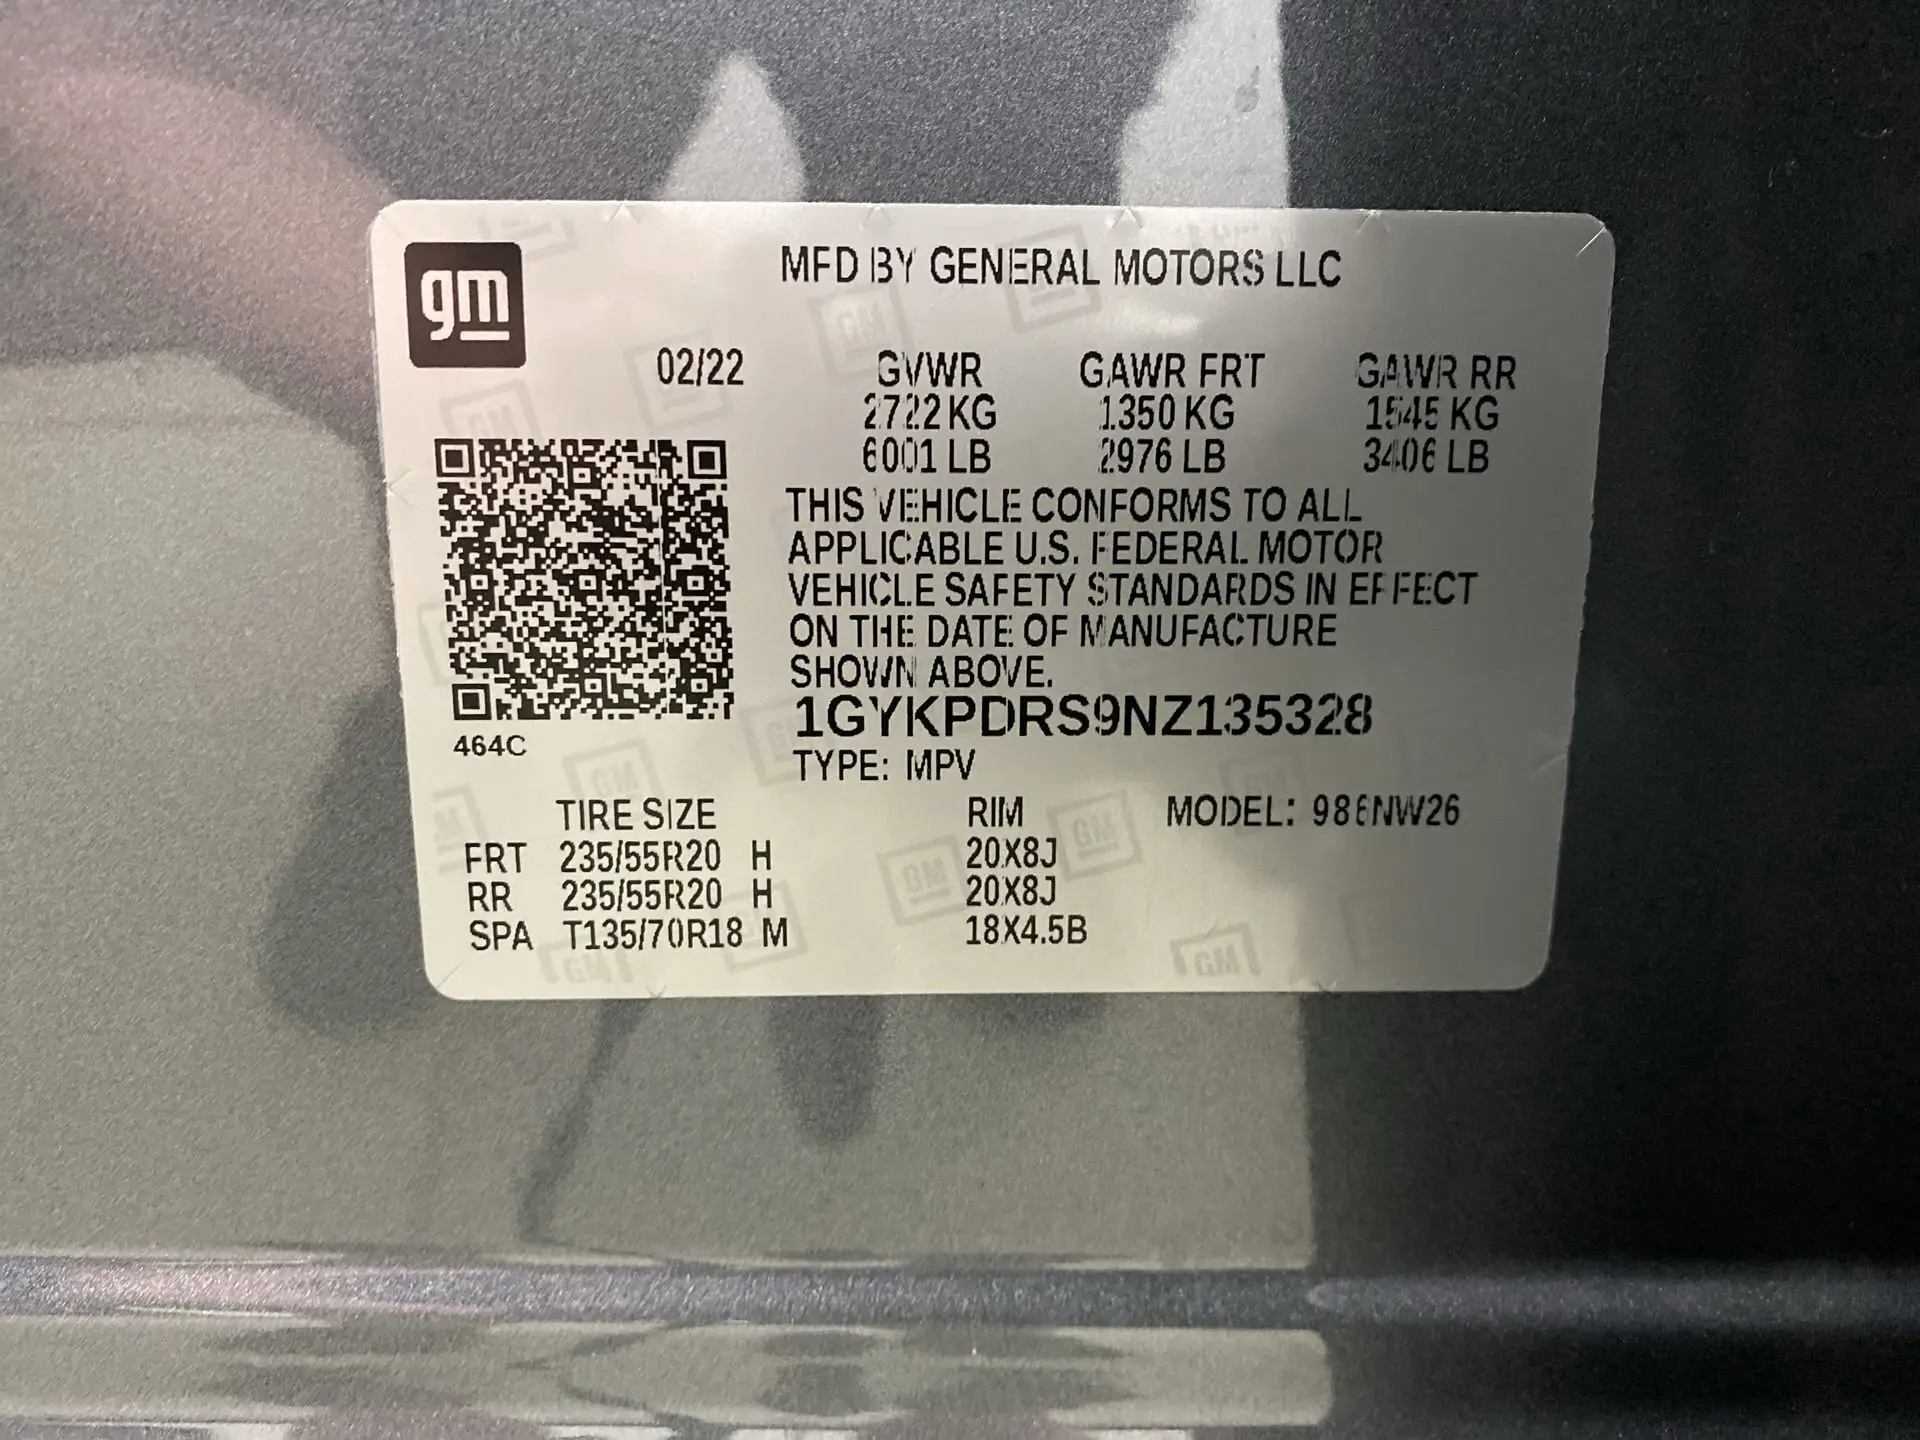 gm
MFD BY GENERAL MOTORS LLC
02/22 GVWR GAWR FRT GAWR RR
2722 KG 1350 KG 1545 KG
6001 LB 2976 LB 3406 LB
THIS VEHICLE CONFORMS TO ALL
APPLICABLE U.S. FEDERAL MOTOR
VEHICLE SAFETY STANDARDS IN EFFECT
ON THE DATE OF MANUFACTURE
SHOWN ABOVE.
1GYKPDRS9NZ135328
464C
TYPE: MPV
TIRE SIZE RIM MODEL: 986NW26
FRT 235/55R20 H 20X8J
RR 235/55R20 H 20X8J
SPA T135/70R18 M 18X4.5B